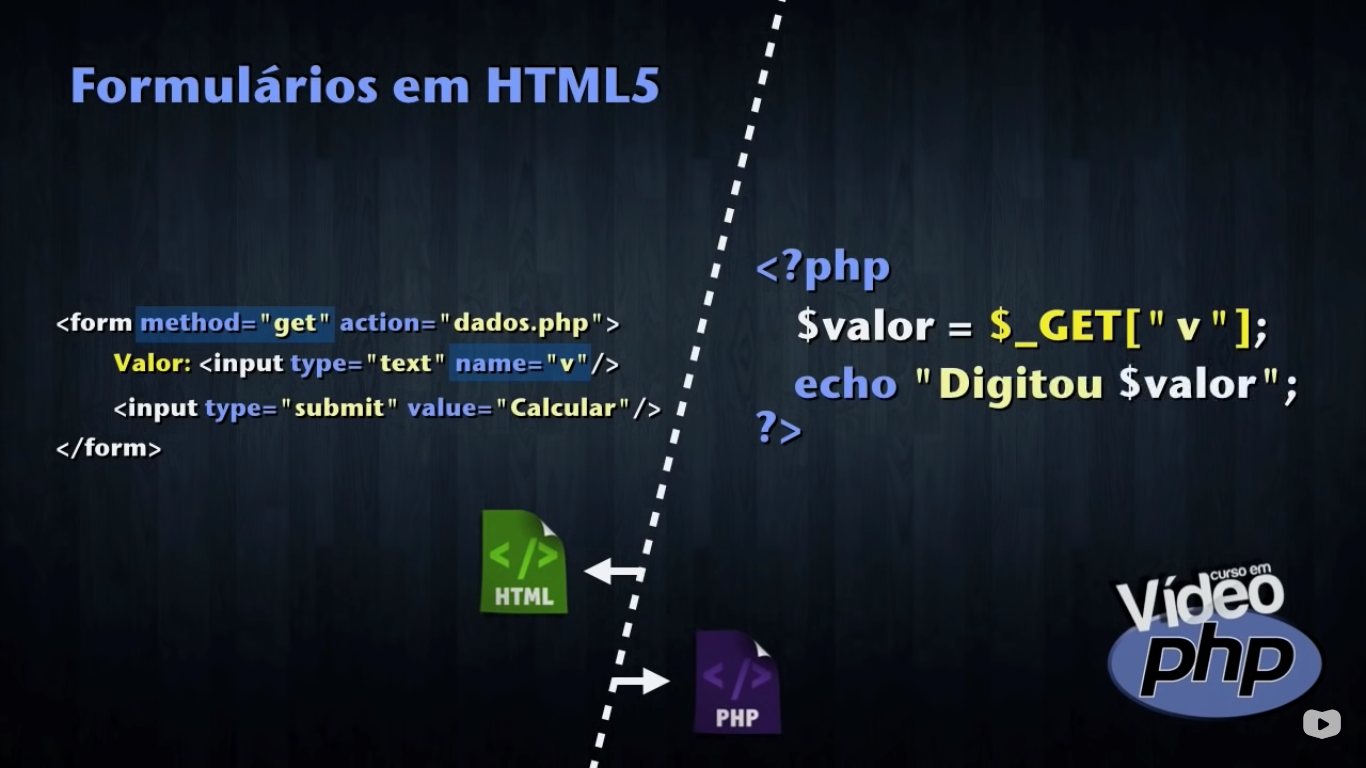 Formulários em HTML5
<form method="get" action="dados.php">
Valor: <input type="text" name="v"/>
<input type="submit" value="Calcular"/>
</form>
<?php
$valor = $_GET[" v "];
echo "Digitou $valor";
?>
</>
HTML
</>
PHP
curso em
Vídeo
php